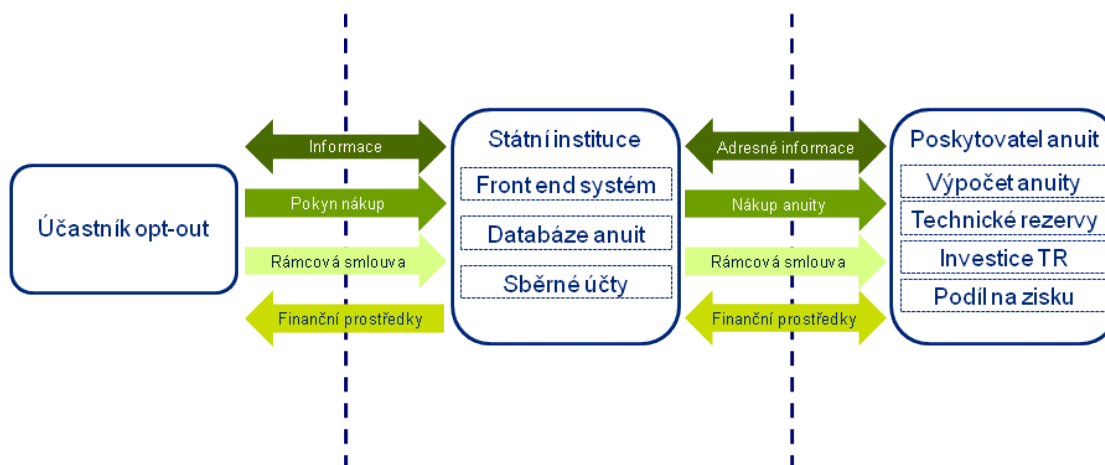 Účastník opt-out
Informace
Pokyn nákup
Rámcová smlouva
Finanční prostředky
Státní instituce
Front end systém
Databáze anuit
Sběrné účty
Adresné informace
Nákup anuity
Rámcová smlouva
Finanční prostředky
Poskytovatel anuit
Výpočet anuity
Technické rezervy
Investice TR
Podíl na zisku